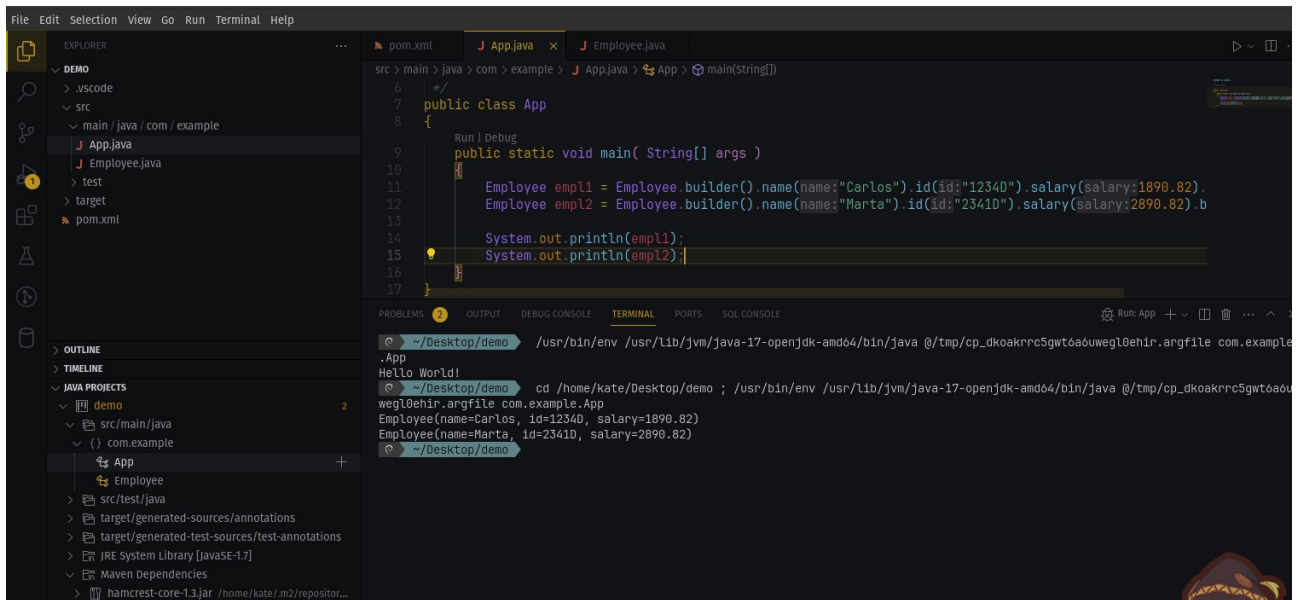 File Edit Selection View Go Run Terminal Help
EXPLORER
DEMO
.vscode
src
main / java / com / example
App.java
Employee.java
test
target
pom.xml
OUTLINE
TIMELINE
JAVA PROJECTS
demo 2
src/main/java
{} com.example
App
Employee
src/test/java
target/generated-sources/annotations
target/generated-test-sources/test-annotations
JRE System Library [JavaSE-1.7]
Maven Dependencies
hamcrest-core-1.3.jar /home/kate/.m2/repositor...
1
pom.xml App.java Employee.java
src > main > java > com > example > App.java > App > main(String[])
6 */
7 public class App
8 {
Run | Debug
9 public static void main( String[] args )
10 {
11 Employee empl1 = Employee.builder().name(name:"Carlos").id(id:"1234D").salary(salary:1890.82).
12 Employee empl2 = Employee.builder().name(name:"Marta").id(id:"2341D").salary(salary:2890.82).b
13
14 System.out.println(empl1);
15 System.out.println(empl2);
16 }
17 }
PROBLEMS 2 OUTPUT DEBUG CONSOLE TERMINAL PORTS SQL CONSOLE Run: App
~/Desktop/demo /usr/bin/env /usr/lib/jvm/java-17-openjdk-amd64/bin/java @/tmp/cp_dkoakrrc5gwt6a6uwegl0ehir.argfile com.example
.App
Hello World!
~/Desktop/demo cd /home/kate/Desktop/demo ; /usr/bin/env /usr/lib/jvm/java-17-openjdk-amd64/bin/java @/tmp/cp_dkoakrrc5gwt6a6u
wegl0ehir.argfile com.example.App
Employee(name=Carlos, id=1234D, salary=1890.82)
Employee(name=Marta, id=2341D, salary=2890.82)
~/Desktop/demo